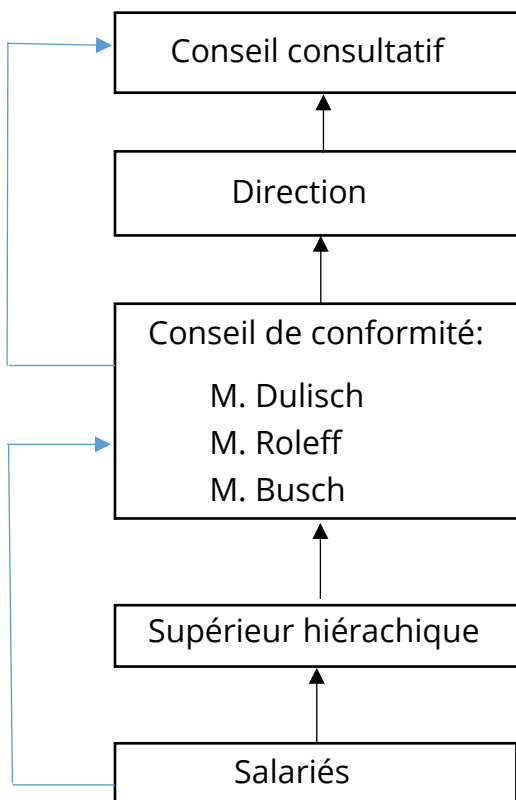 Conseil consultatif
Direction
Conseil de conformité:
M. Dulisch
M. Roleff
M. Busch
Supérieur hiérachique
Salariés